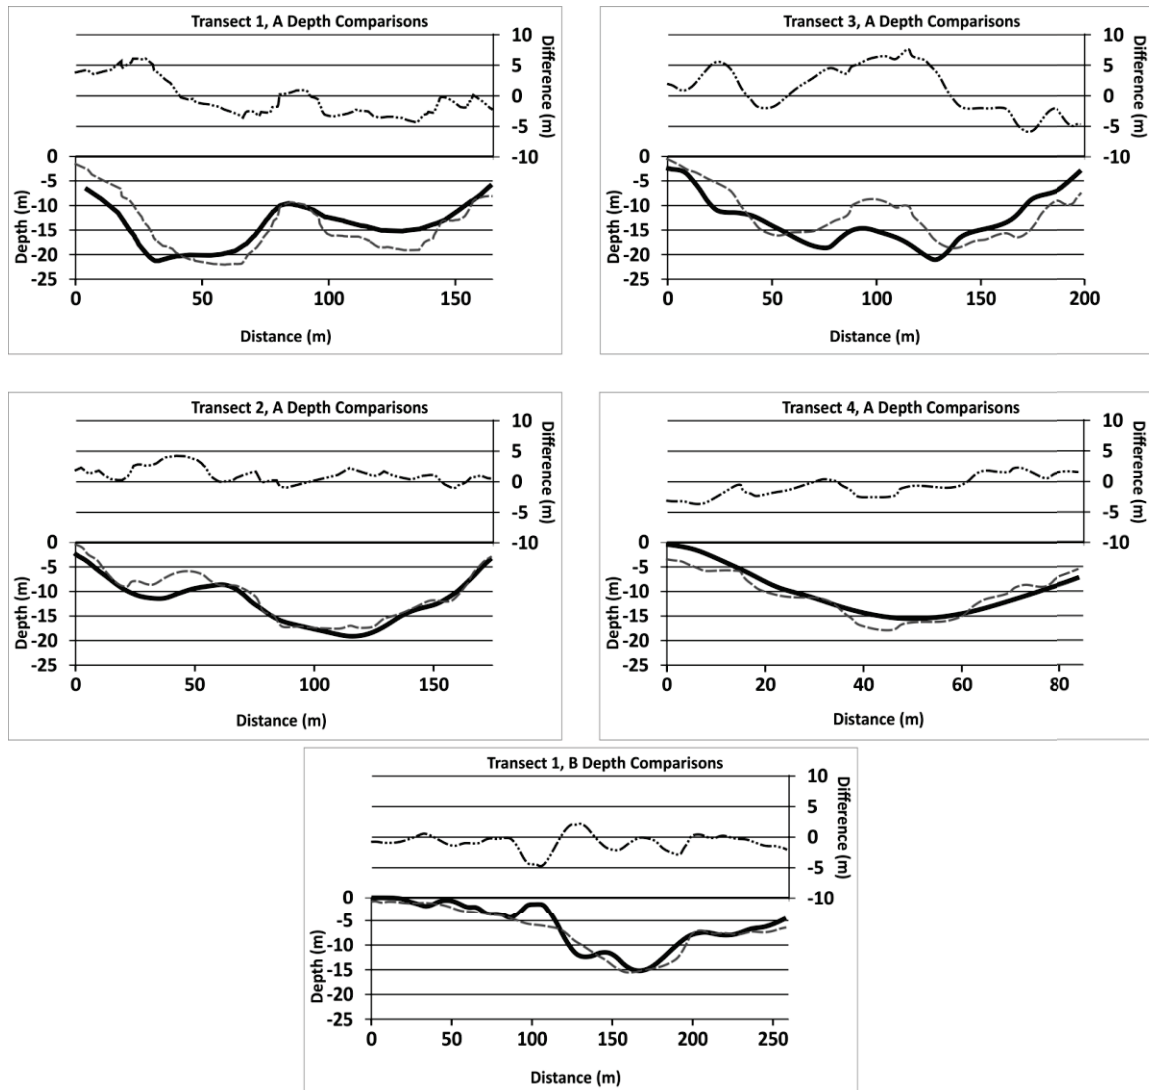 Transect 1, A Depth Comparisons
10
5
0
-5
-10
Difference (m)
0
-5
-10
-15
-20
-25
Depth (m)
0 50 100 150
Distance (m)
Transect 3, A Depth Comparisons
10
5
0
-5
-10
Difference (m)
0
-5
-10
-15
-20
-25
Depth (m)
0 50 100 150 200
Distance (m)
Transect 2, A Depth Comparisons
10
5
0
-5
-10
Difference (m)
0
-5
-10
-15
-20
-25
Depth (m)
0 50 100 150
Distance (m)
Transect 4, A Depth Comparisons
10
5
0
-5
-10
Difference (m)
0
-5
-10
-15
-20
-25
Depth (m)
0 20 40 60 80
Distance (m)
Transect 1, B Depth Comparisons
10
5
0
-5
-10
Difference (m)
0
-5
-10
-15
-20
-25
Depth (m)
0 50 100 150 200 250
Distance (m)